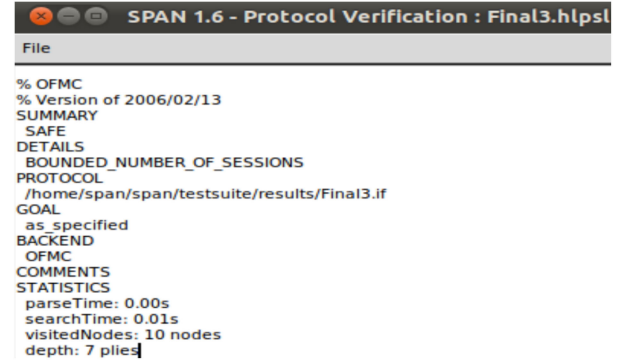 SPAN 1.6 - Protocol Verification : Final3.hlpsl
File
% OFMC
% Version of 2006/02/13
SUMMARY
SAFE
DETAILS
BOUNDED_NUMBER_OF_SESSIONS
PROTOCOL
/home/span/span/testsuite/results/Final3.if
GOAL
as_specified
BACKEND
OFMC
COMMENTS
STATISTICS
parseTime: 0.00s
searchTime: 0.01s
visitedNodes: 10 nodes
depth: 7 plies